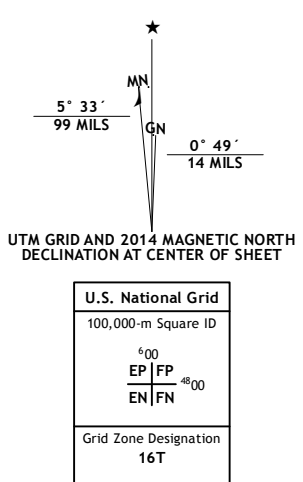 ★
MN
GN
5° 33´
99 MILS
0° 49´
14 MILS
UTM GRID AND 2014 MAGNETIC NORTH
DECLINATION AT CENTER OF SHEET
U.S. National Grid
100,000-m Square ID
⁶00
EP FP
⁴⁸00
EN FN
Grid Zone Designation
16T